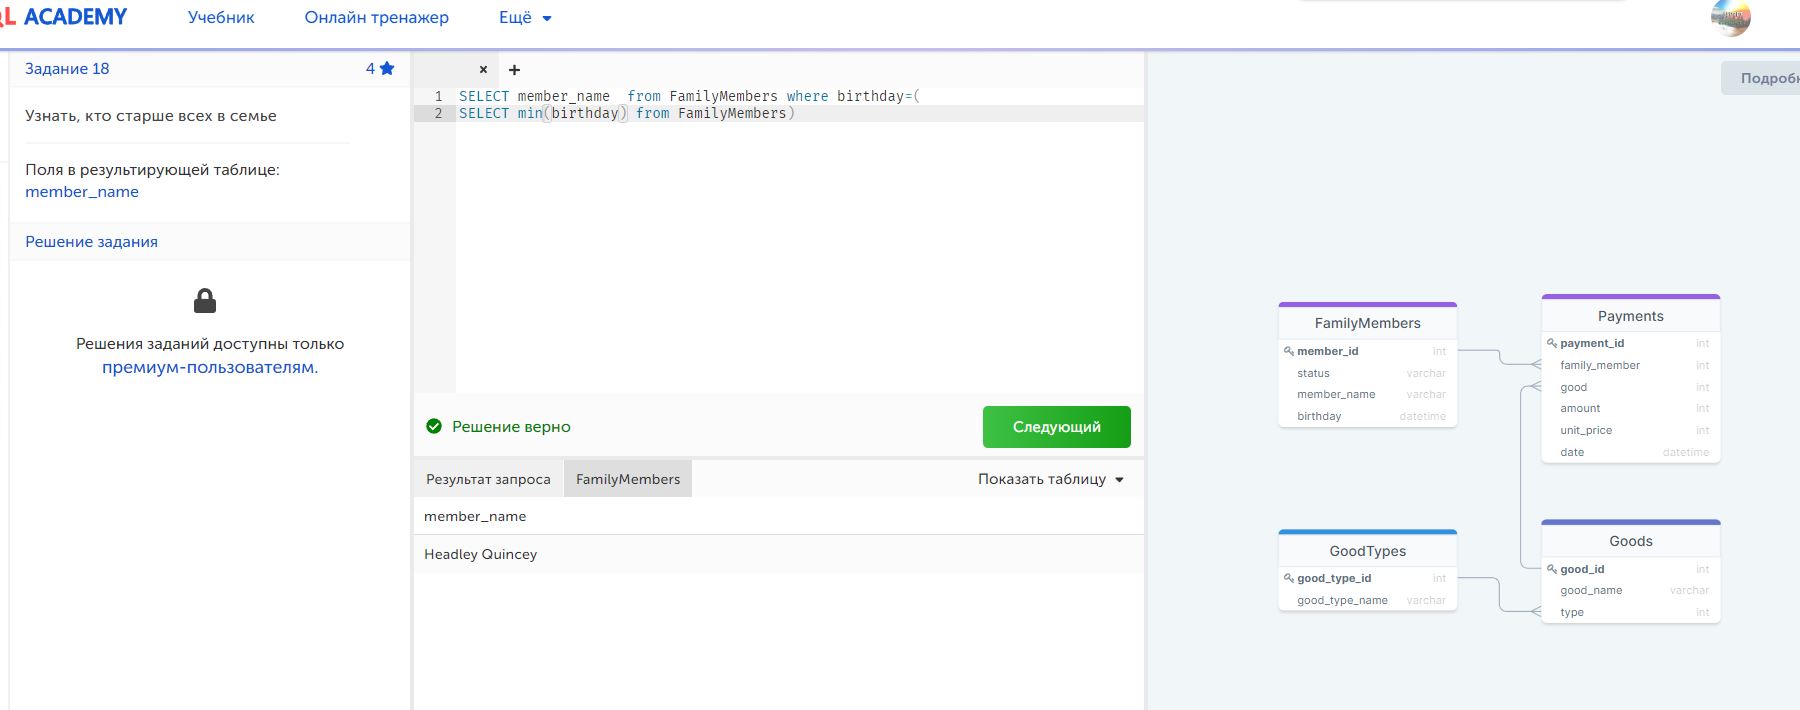 L ACADEMY Учебник Онлайн тренажер Ещё
Задание 18 4
Узнать, кто старше всех в семье
Поля в результирующей таблице:
member_name
Решение задания
Решения заданий доступны только
премиум-пользователям.
× +
1 SELECT member_name  from FamilyMembers where birthday=(
2 SELECT min(birthday) from FamilyMembers)
Решение верно
Следующий
Результат запроса FamilyMembers Показать таблицу
member_name
Headley Quincey
FamilyMembers
member_id int
status varchar
member_name varchar
birthday datetime
Payments
payment_id int
family_member int
good int
amount int
unit_price int
date datetime
GoodTypes
good_type_id int
good_type_name varchar
Goods
good_id int
good_name varchar
type int